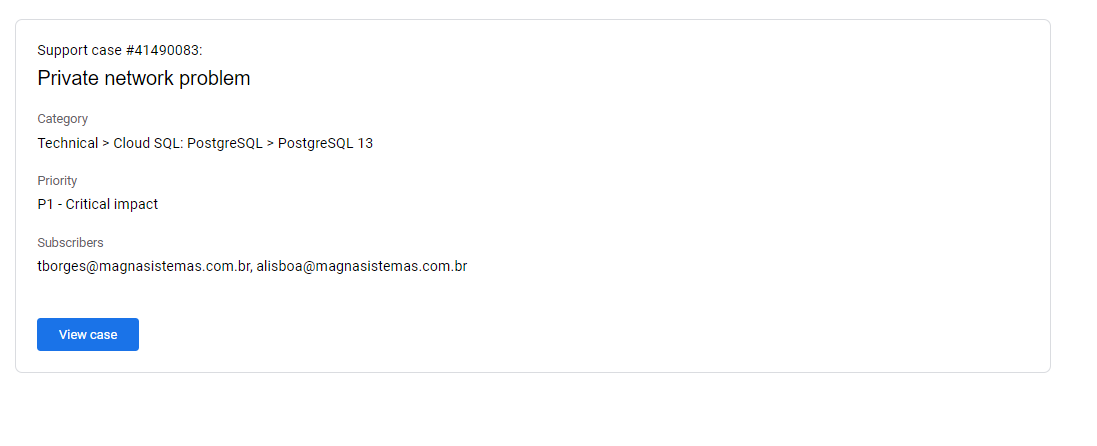 Support case #41490083:
Private network problem
Category
Technical > Cloud SQL: PostgreSQL > PostgreSQL 13
Priority
P1 - Critical impact
Subscribers
tborges@magnasistemas.com.br, alisboa@magnasistemas.com.br
View case